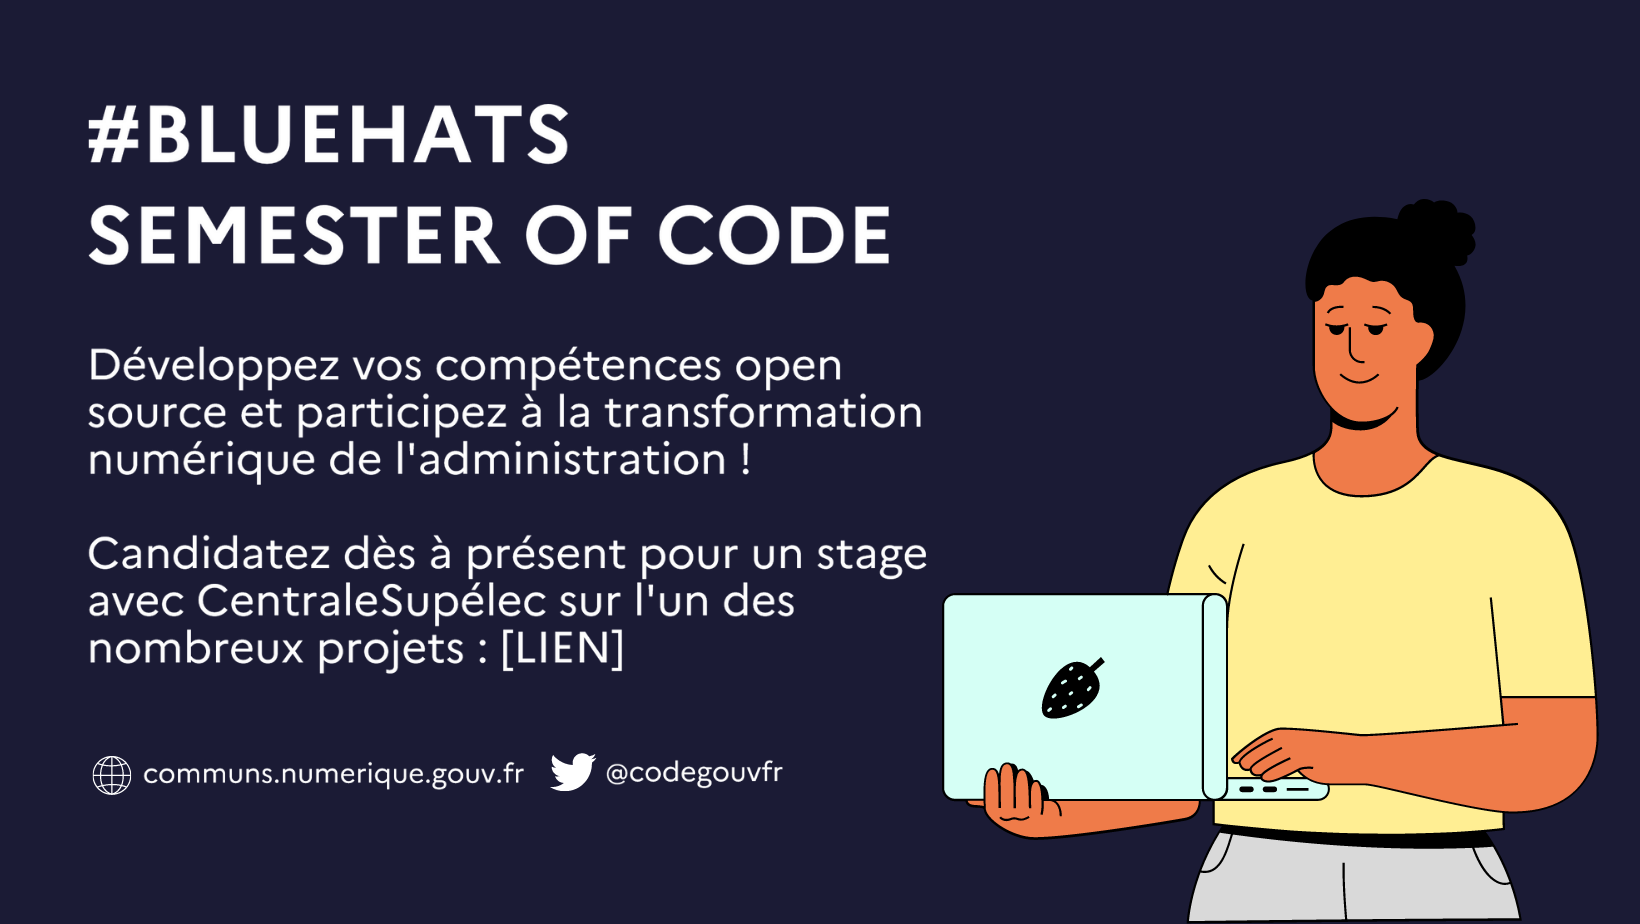 #BLUEHATS
SEMESTER OF CODE
Développez vos compétences open
source et participez à la transformation
numérique de l'administration !
Candidatez dès à présent pour un stage
avec CentraleSupélec sur l'un des
nombreux projets : [LIEN]
communs.numerique.gouv.fr
@codegouvfr